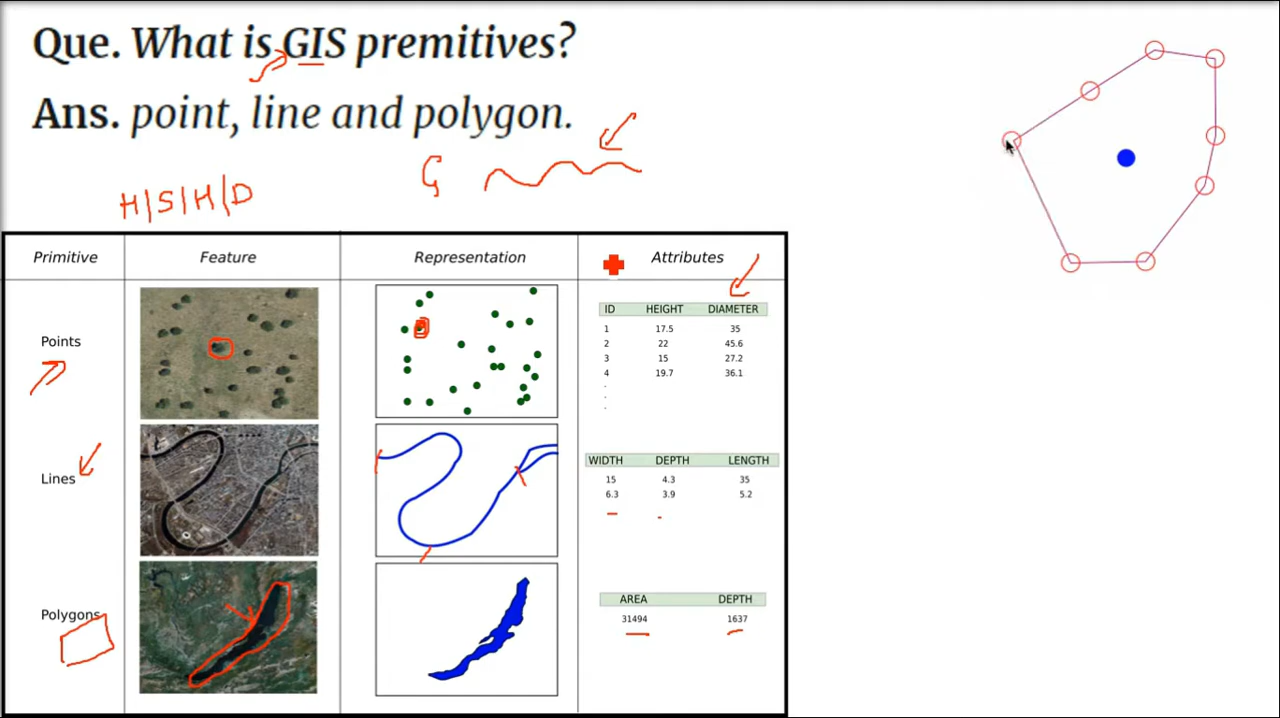 Que. What is GIS premitives?
Ans. point, line and polygon.
H|S|H|D
Primitive Feature Representation Attributes
ID HEIGHT DIAMETER
1 17.5 35
2 22 45.6
Points
3 15 27.2
4 19.7 36.1
.
.
.
WIDTH DEPTH LENGTH
Lines
15 4.3 35
6.3 3.9 5.2
AREA DEPTH
Polygons
31494 1637